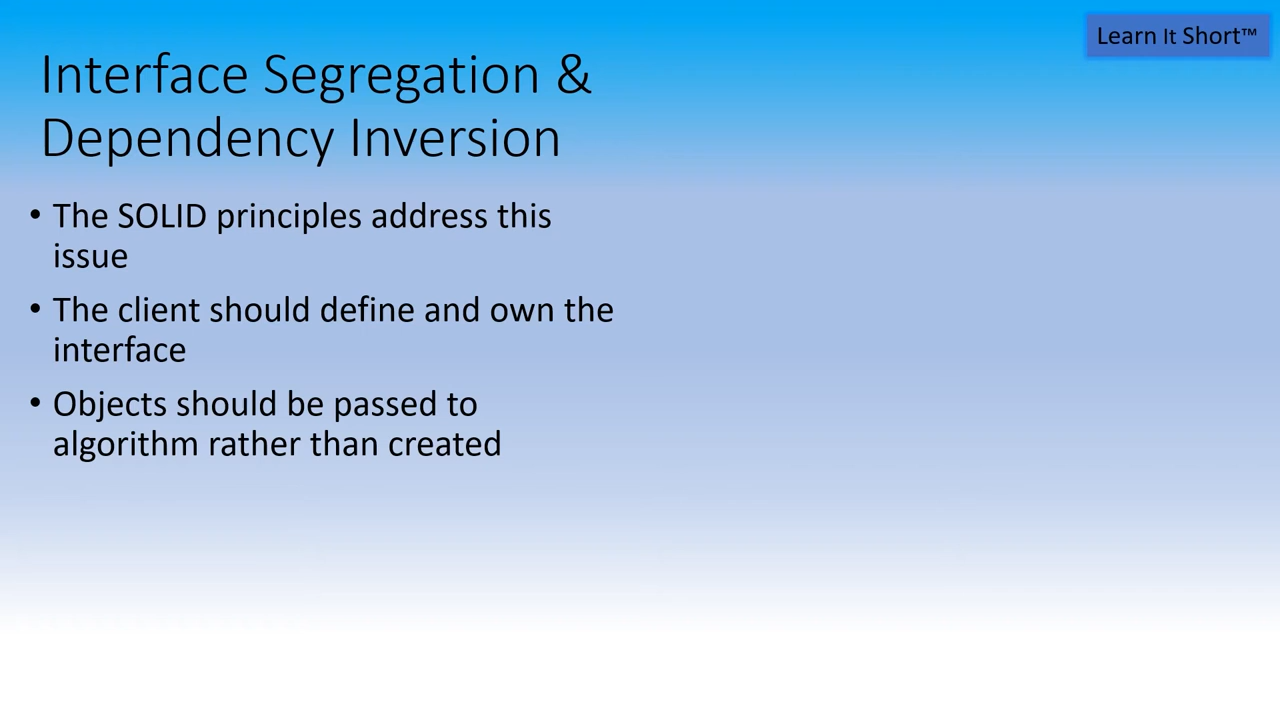 Learn It Short™
Interface Segregation &
Dependency Inversion
• The SOLID principles address this
issue
• The client should define and own the
interface
• Objects should be passed to
algorithm rather than created